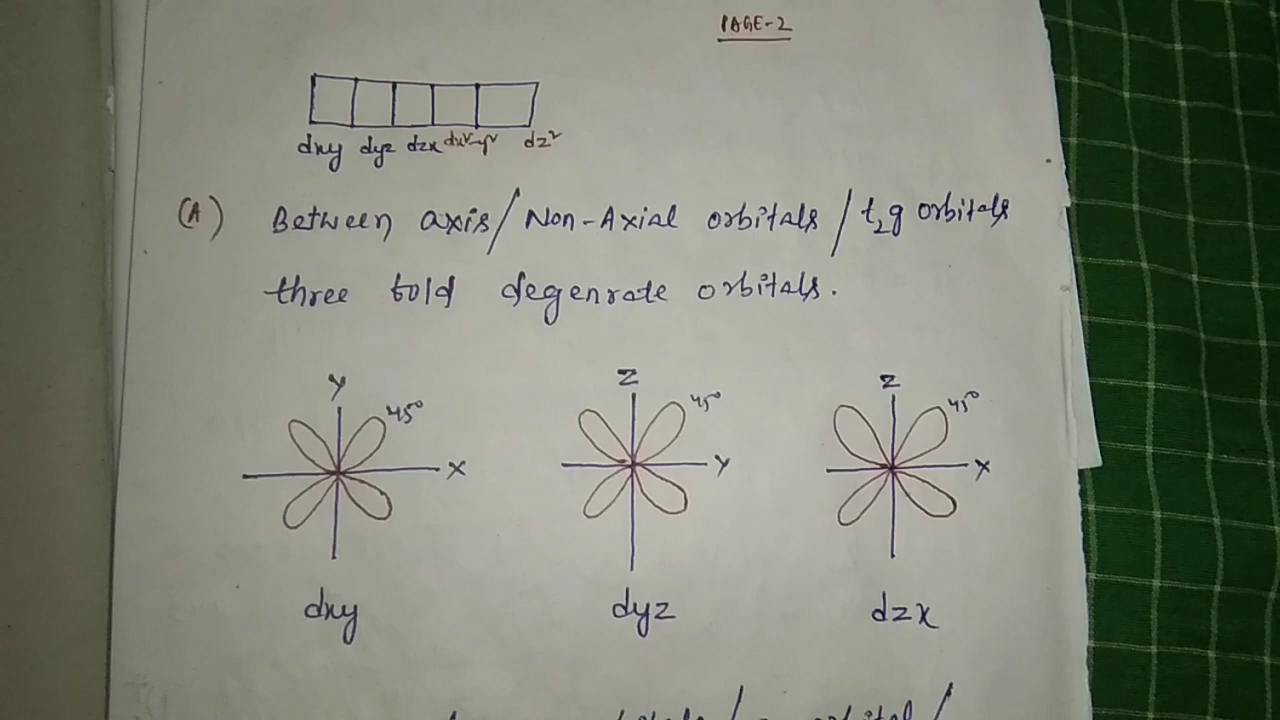 PAGE-2
dxy dyz dzx dx²-y² dz²
(A) Between axis/Non-Axial orbitals/t₂g orbitals
three fold degenrate orbitals.
Y 45° X
Z 45° Y
Z 45° X
dxy dyz dzx